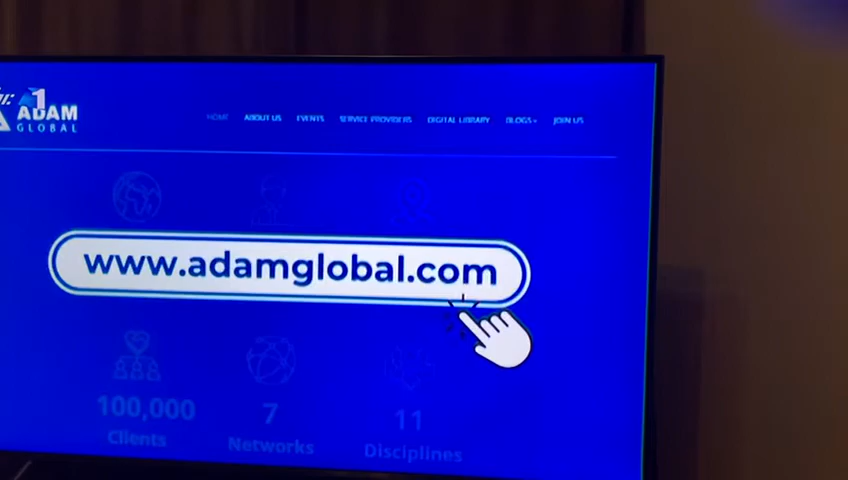 1
ADAM
GLOBAL
HOME ABOUT US EVENTS SERVICE PROVIDERS DIGITAL LIBRARY BLOGS JOIN US
www.adamglobal.com
100,000 7 11
Clients Networks Disciplines